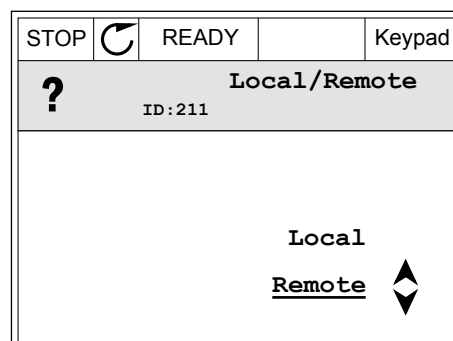 STOP READY Keypad
? Local/Remote
ID:211
Local
Remote